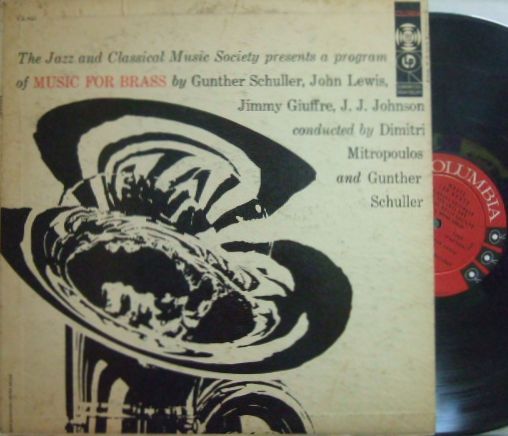 The Jazz and Classical Music Society presents a program
of MUSIC FOR BRASS by Gunther Schuller, John Lewis,
Jimmy Giuffre, J. J. Johnson
conducted by Dimitri
Mitropoulos
and Gunther
Schuller
COLUMBIA